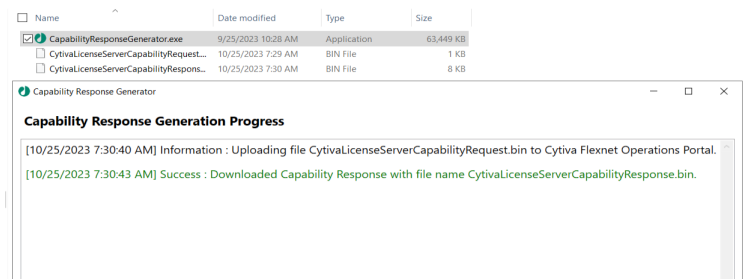 Name Date modified Type Size
CapabilityResponseGenerator.exe 9/25/2023 10:28 AM Application 63,449 KB
CytivaLicenseServerCapabilityRequest.... 10/25/2023 7:29 AM BIN File 1 KB
CytivaLicenseServerCapabilityRespons... 10/25/2023 7:30 AM BIN File 8 KB
Capability Response Generator
Capability Response Generation Progress
[10/25/2023 7:30:40 AM] Information : Uploading file CytivaLicenseServerCapabilityRequest.bin to Cytiva Flexnet Operations Portal.
[10/25/2023 7:30:43 AM] Success : Downloaded Capability Response with file name CytivaLicenseServerCapabilityResponse.bin.